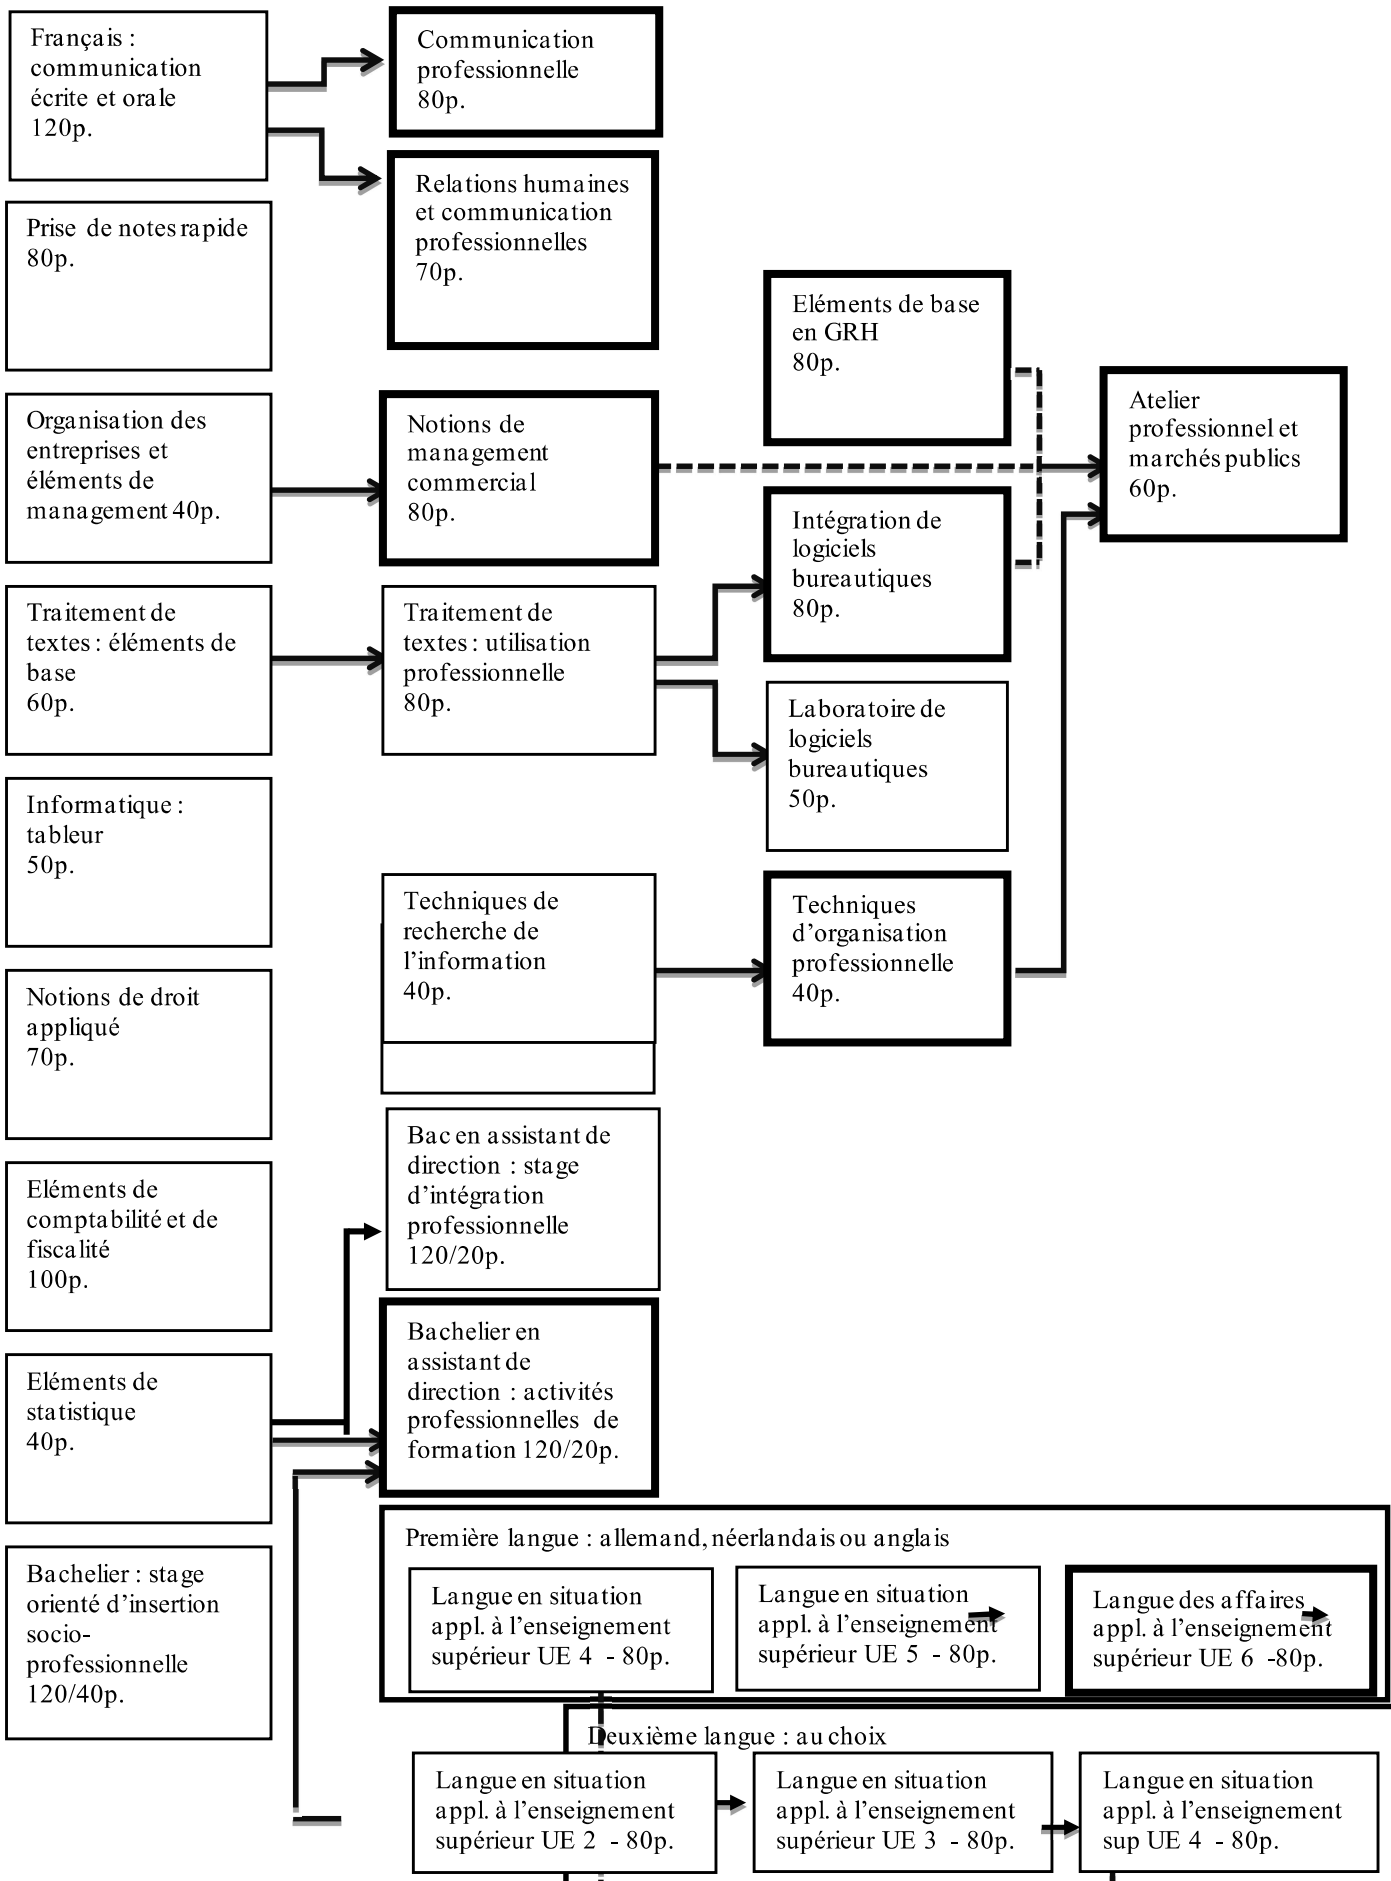 Français :
communication
écrite et orale
120p.
Communication
professionnelle
80p.
Relations humaines
et communication
professionnelles
70p.
Prise de notes rapide
80p.
Eléments de base
en GRH
80p.
Organisation des
entreprises et
éléments de
management 40p.
Notions de
management
commercial
80p.
Atelier
professionnel et
marchés publics
60p.
Intégration de
logiciels
bureautiques
80p.
Traitement de
textes : éléments de
base
60p.
Traitement de
textes : utilisation
professionnelle
80p.
Laboratoire de
logiciels
bureautiques
50p.
Informatique :
tableur
50p.
Techniques de
recherche de
l’information
40p.
Techniques
d’organisation
professionnelle
40p.
Notions de droit
appliqué
70p.
Bac en assistant de
direction : stage
d’intégration
professionnelle
120/20p.
Eléments de
comptabilité et de
fiscalité
100p.
Bachelier en
assistant de
direction : activités
professionnelles de
formation 120/20p.
Eléments de
statistique
40p.
Bachelier : stage
orienté d’insertion
socio-
professionnelle
120/40p.
Première langue : allemand, néerlandais ou anglais
Langue en situation
appl. à l’enseignement
supérieur UE 4 - 80p.
Langue en situation
appl. à l’enseignement
supérieur UE 5 - 80p.
Langue des affaires
appl. à l’enseignement
supérieur UE 6 -80p.
Deuxième langue : au choix
Langue en situation
appl. à l’enseignement
supérieur UE 2 - 80p.
Langue en situation
appl. à l’enseignement
supérieur UE 3 - 80p.
Langue en situation
appl. à l’enseignement
sup UE 4 - 80p.